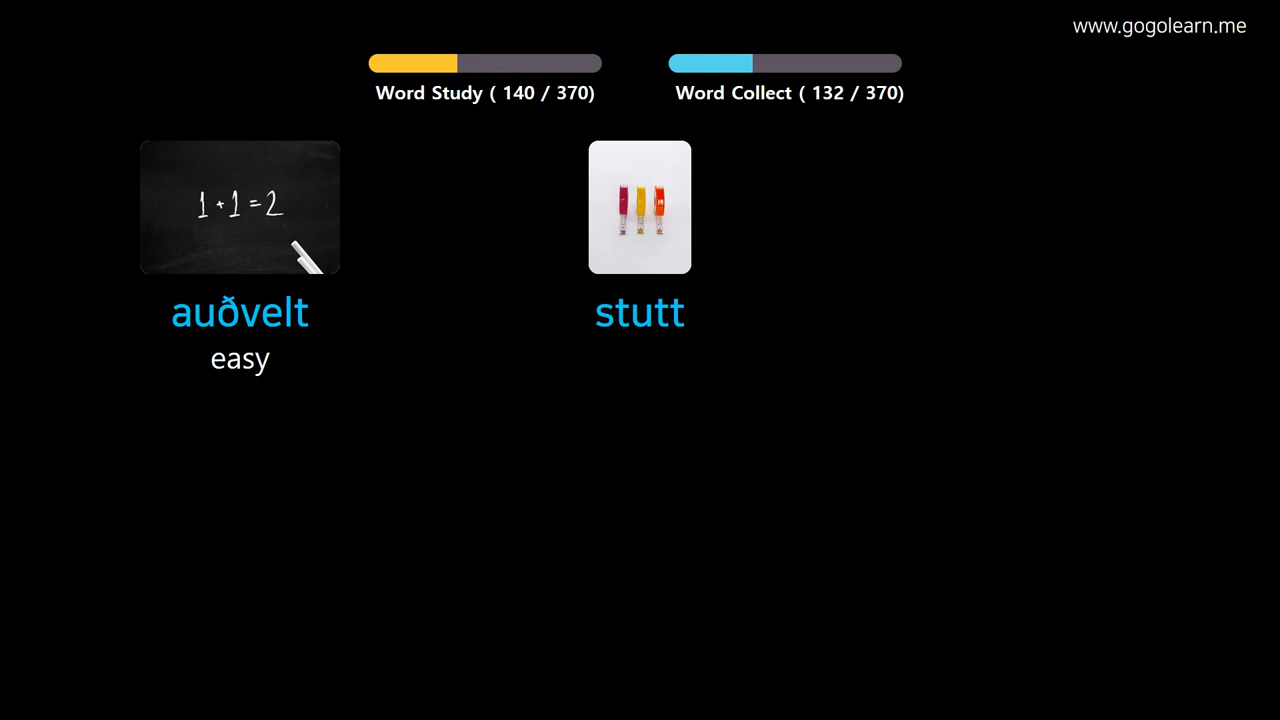 www.gogolearn.me
Word Study ( 140 / 370)
Word Collect ( 132 / 370)
1 + 1 = 2
auðvelt
easy
stutt